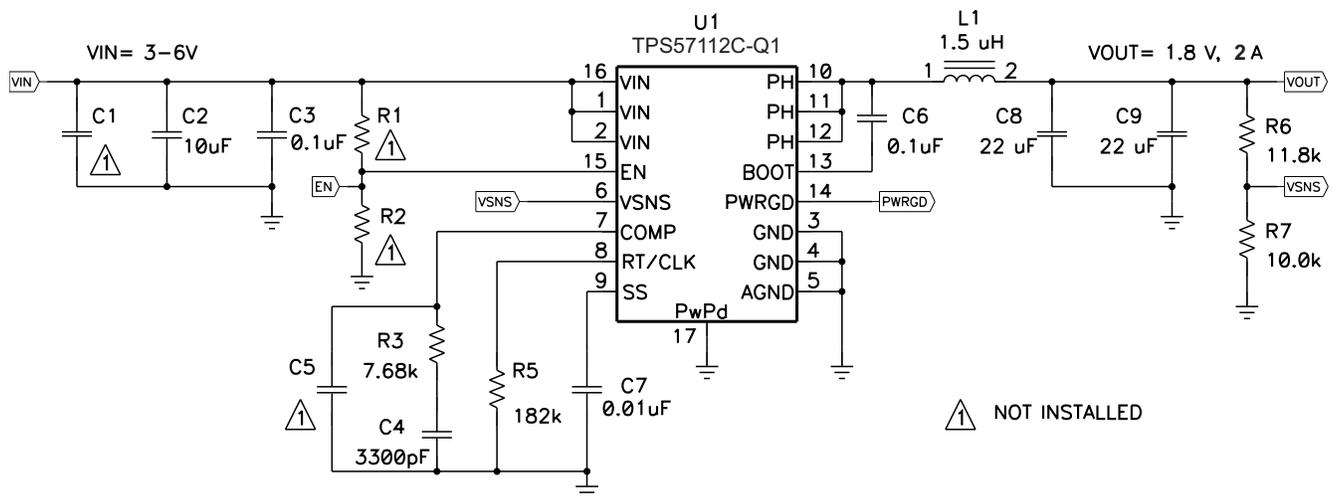 U1
TPS57112C-Q1
L1
1.5 uH
VIN= 3-6V
VOUT= 1.8 V, 2 A
VIN
16
VIN
PH
10
1
2
VOUT
C1
1
C2
10uF
C3
0.1uF
R1
1
1
VIN
PH
11
2
VIN
PH
12
C6
0.1uF
C8
22 uF
C9
22 uF
R6
11.8k
15
EN
BOOT
13
EN
VSNS
6
VSNS
PWRGD
14
PWRGD
VSNS
R2
1
7
COMP
GND
3
R7
10.0k
8
RT/CLK
GND
4
9
SS
AGND
5
PwPd
17
R3
7.68k
C5
1
R5
182k
C7
0.01uF
C4
3300pF
1 NOT INSTALLED